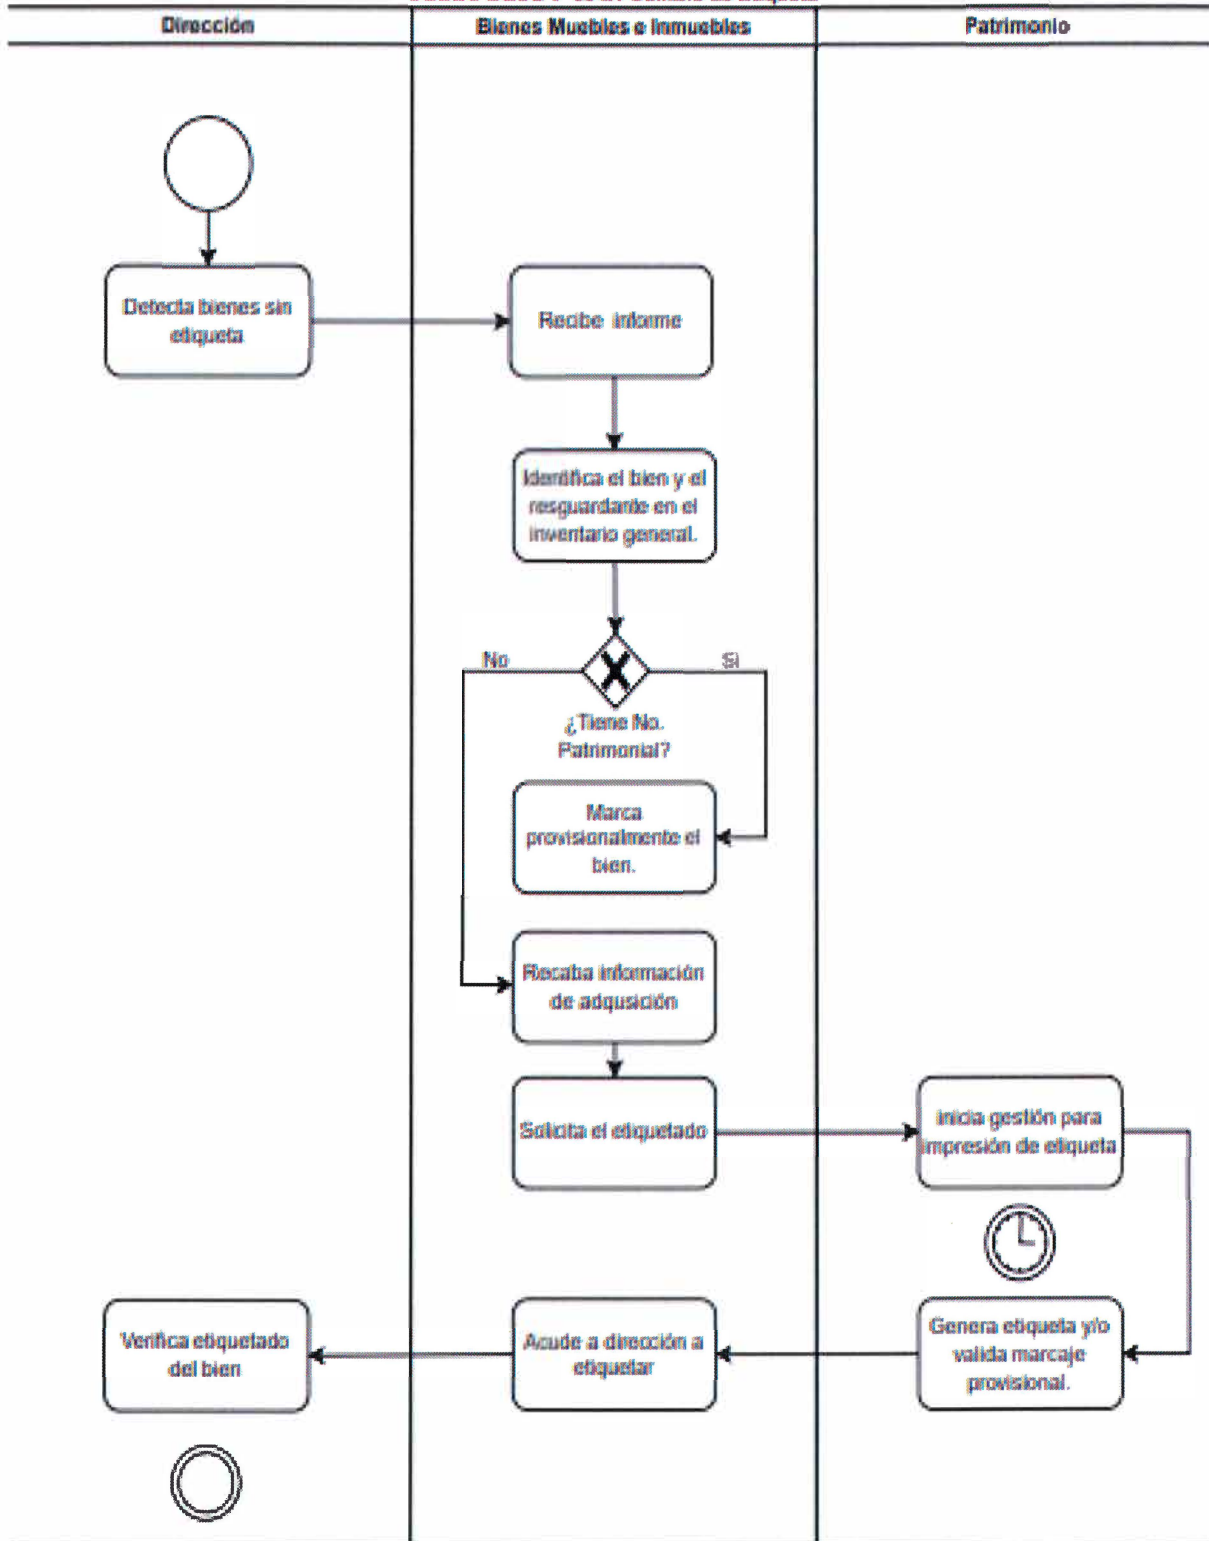 Dirección
Bienes Muebles e Inmuebles
Patrimonio
Detecta bienes sin
etiqueta
Recibe informe
Identifica el bien y el
resguardante en el
inventario general.
No
Si
¿Tiene No.
Patrimonial?
Marca
provisionalmente el
bien.
Recaba información
de adqusición
Solicita el etiquetado
inicia gestión para
impresión de etiqueta
Genera etiqueta y/o
valida marcaje
provisional.
Acude a dirección a
etiquetar
Verifica etiquetado
del bien